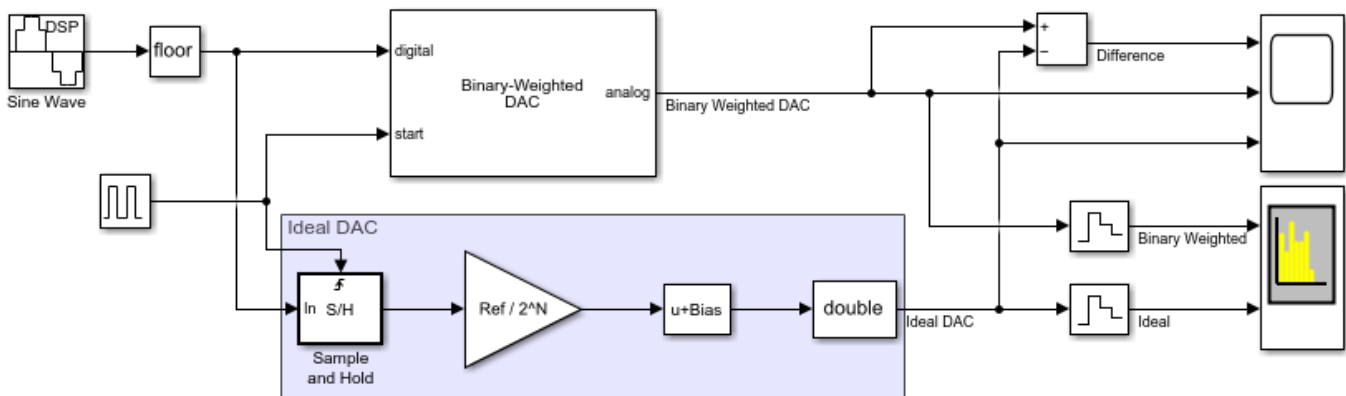 DSP
Sine Wave
floor
digital
start
Binary-Weighted
DAC
analog
Binary Weighted DAC
+
−
Difference
Ideal DAC
In
S/H
Sample
and Hold
Ref / 2^N
u+Bias
double
Ideal DAC
Binary Weighted
Ideal